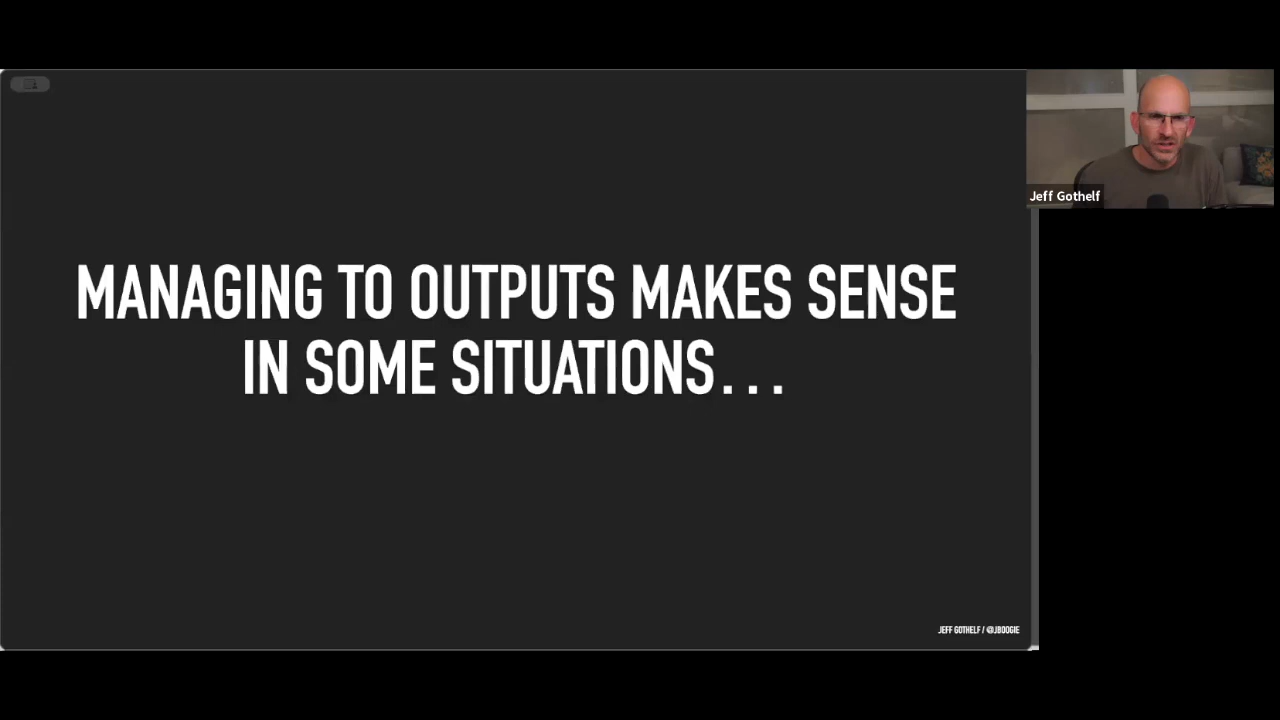 MANAGING TO OUTPUTS MAKES SENSE
IN SOME SITUATIONS...
Jeff Gothelf
JEFF GOTHELF / @JBOOGIE